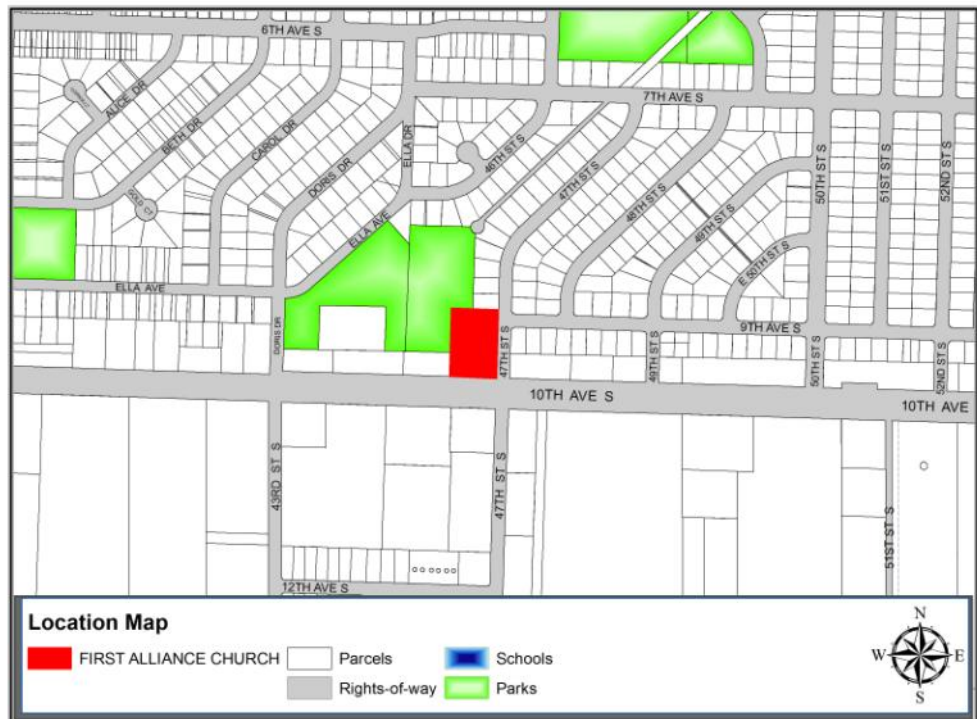 6TH AVE S
7TH AVE S
ALICE DR
BETH DR
CAROL DR
DORIS DR
ELLA DR
46TH ST S
47TH ST S
48TH ST S
49TH ST S
E 50TH ST S
50TH ST S
51ST ST S
52ND ST S
GOLD CT
ELLA AVE
ELLA AVE
DORIS DR
47TH ST S
9TH AVE S
49TH ST S
50TH ST S
52ND ST S
10TH AVE S
10TH AVE
43RD ST S
47TH ST S
51ST ST S
12TH AVE S
Location Map
FIRST ALLIANCE CHURCH
Parcels
Schools
Rights-of-way
Parks
N
W
E
S